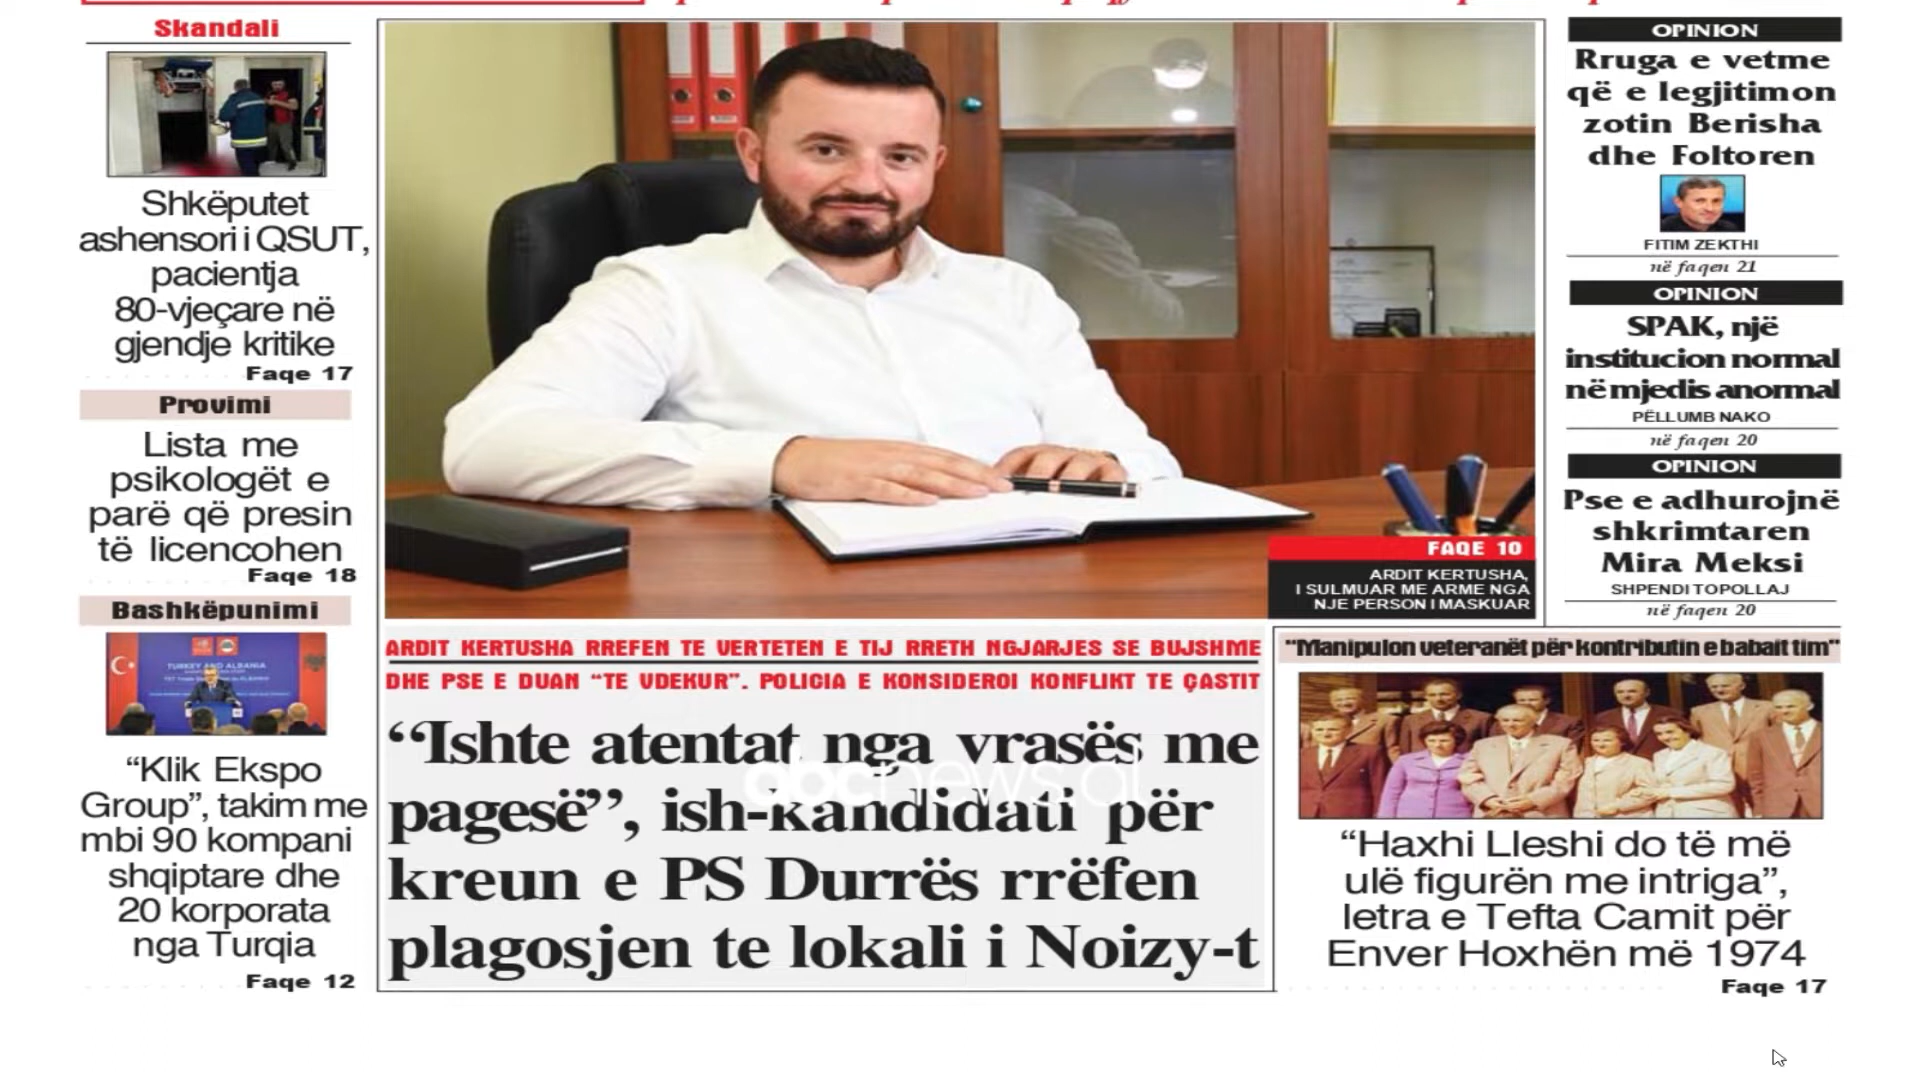 Skandali
Shkëputet
ashensori i QSUT,
pacientja
80-vjeçare në
gjendje kritike
Faqe 17
Provimi
Lista me
psikologët e
parë që presin
të licencohen
Faqe 18
Bashkëpunimi
TURKEY AND ALBANIA
“Klik Ekspo
Group”, takim me
mbi 90 kompani
shqiptare dhe
20 korporata
nga Turqia
Faqe 12
FAQE 10
ARDIT KERTUSHA,
I SULMUAR ME ARME NGA
NJE PERSON I MASKUAR
ARDIT KERTUSHA RREFEN TE VERTETEN E TIJ RRETH NGJARJES SE BUJSHME
DHE PSE E DUAN “TE VDEKUR”. POLICIA E KONSIDEROI KONFLIKT TE ÇASTIT
“Ishte atentat nga vrasës me
pagesë”, ish-kandidati për
kreun e PS Durrës rrëfen
plagosjen te lokali i Noizy-t
abcnews.al
OPINION
Rruga e vetme
që e legjitimon
zotin Berisha
dhe Foltoren
FITIM ZEKTHI
në faqen 21
OPINION
SPAK, një
institucion normal
në mjedis anormal
PËLLUMB NAKO
në faqen 20
OPINION
Pse e adhurojnë
shkrimtaren
Mira Meksi
SHPENDI TOPOLLAJ
në faqen 20
“Manipulon veteranët për kontributin e babait tim”
“Haxhi Lleshi do të më
ulë figurën me intriga”,
letra e Tefta Camit për
Enver Hoxhën më 1974
Faqe 17